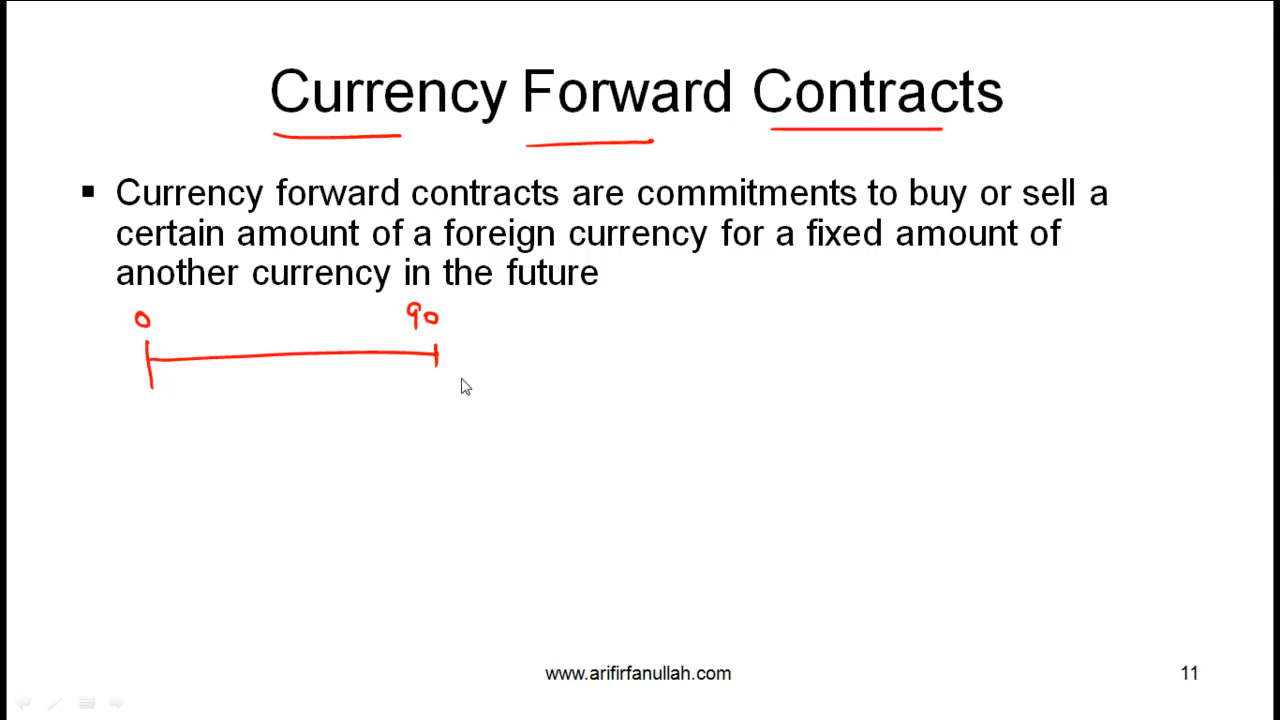 Currency Forward Contracts
▪ Currency forward contracts are commitments to buy or sell a
certain amount of a foreign currency for a fixed amount of
another currency in the future
0 90
www.arifirfanullah.com 11